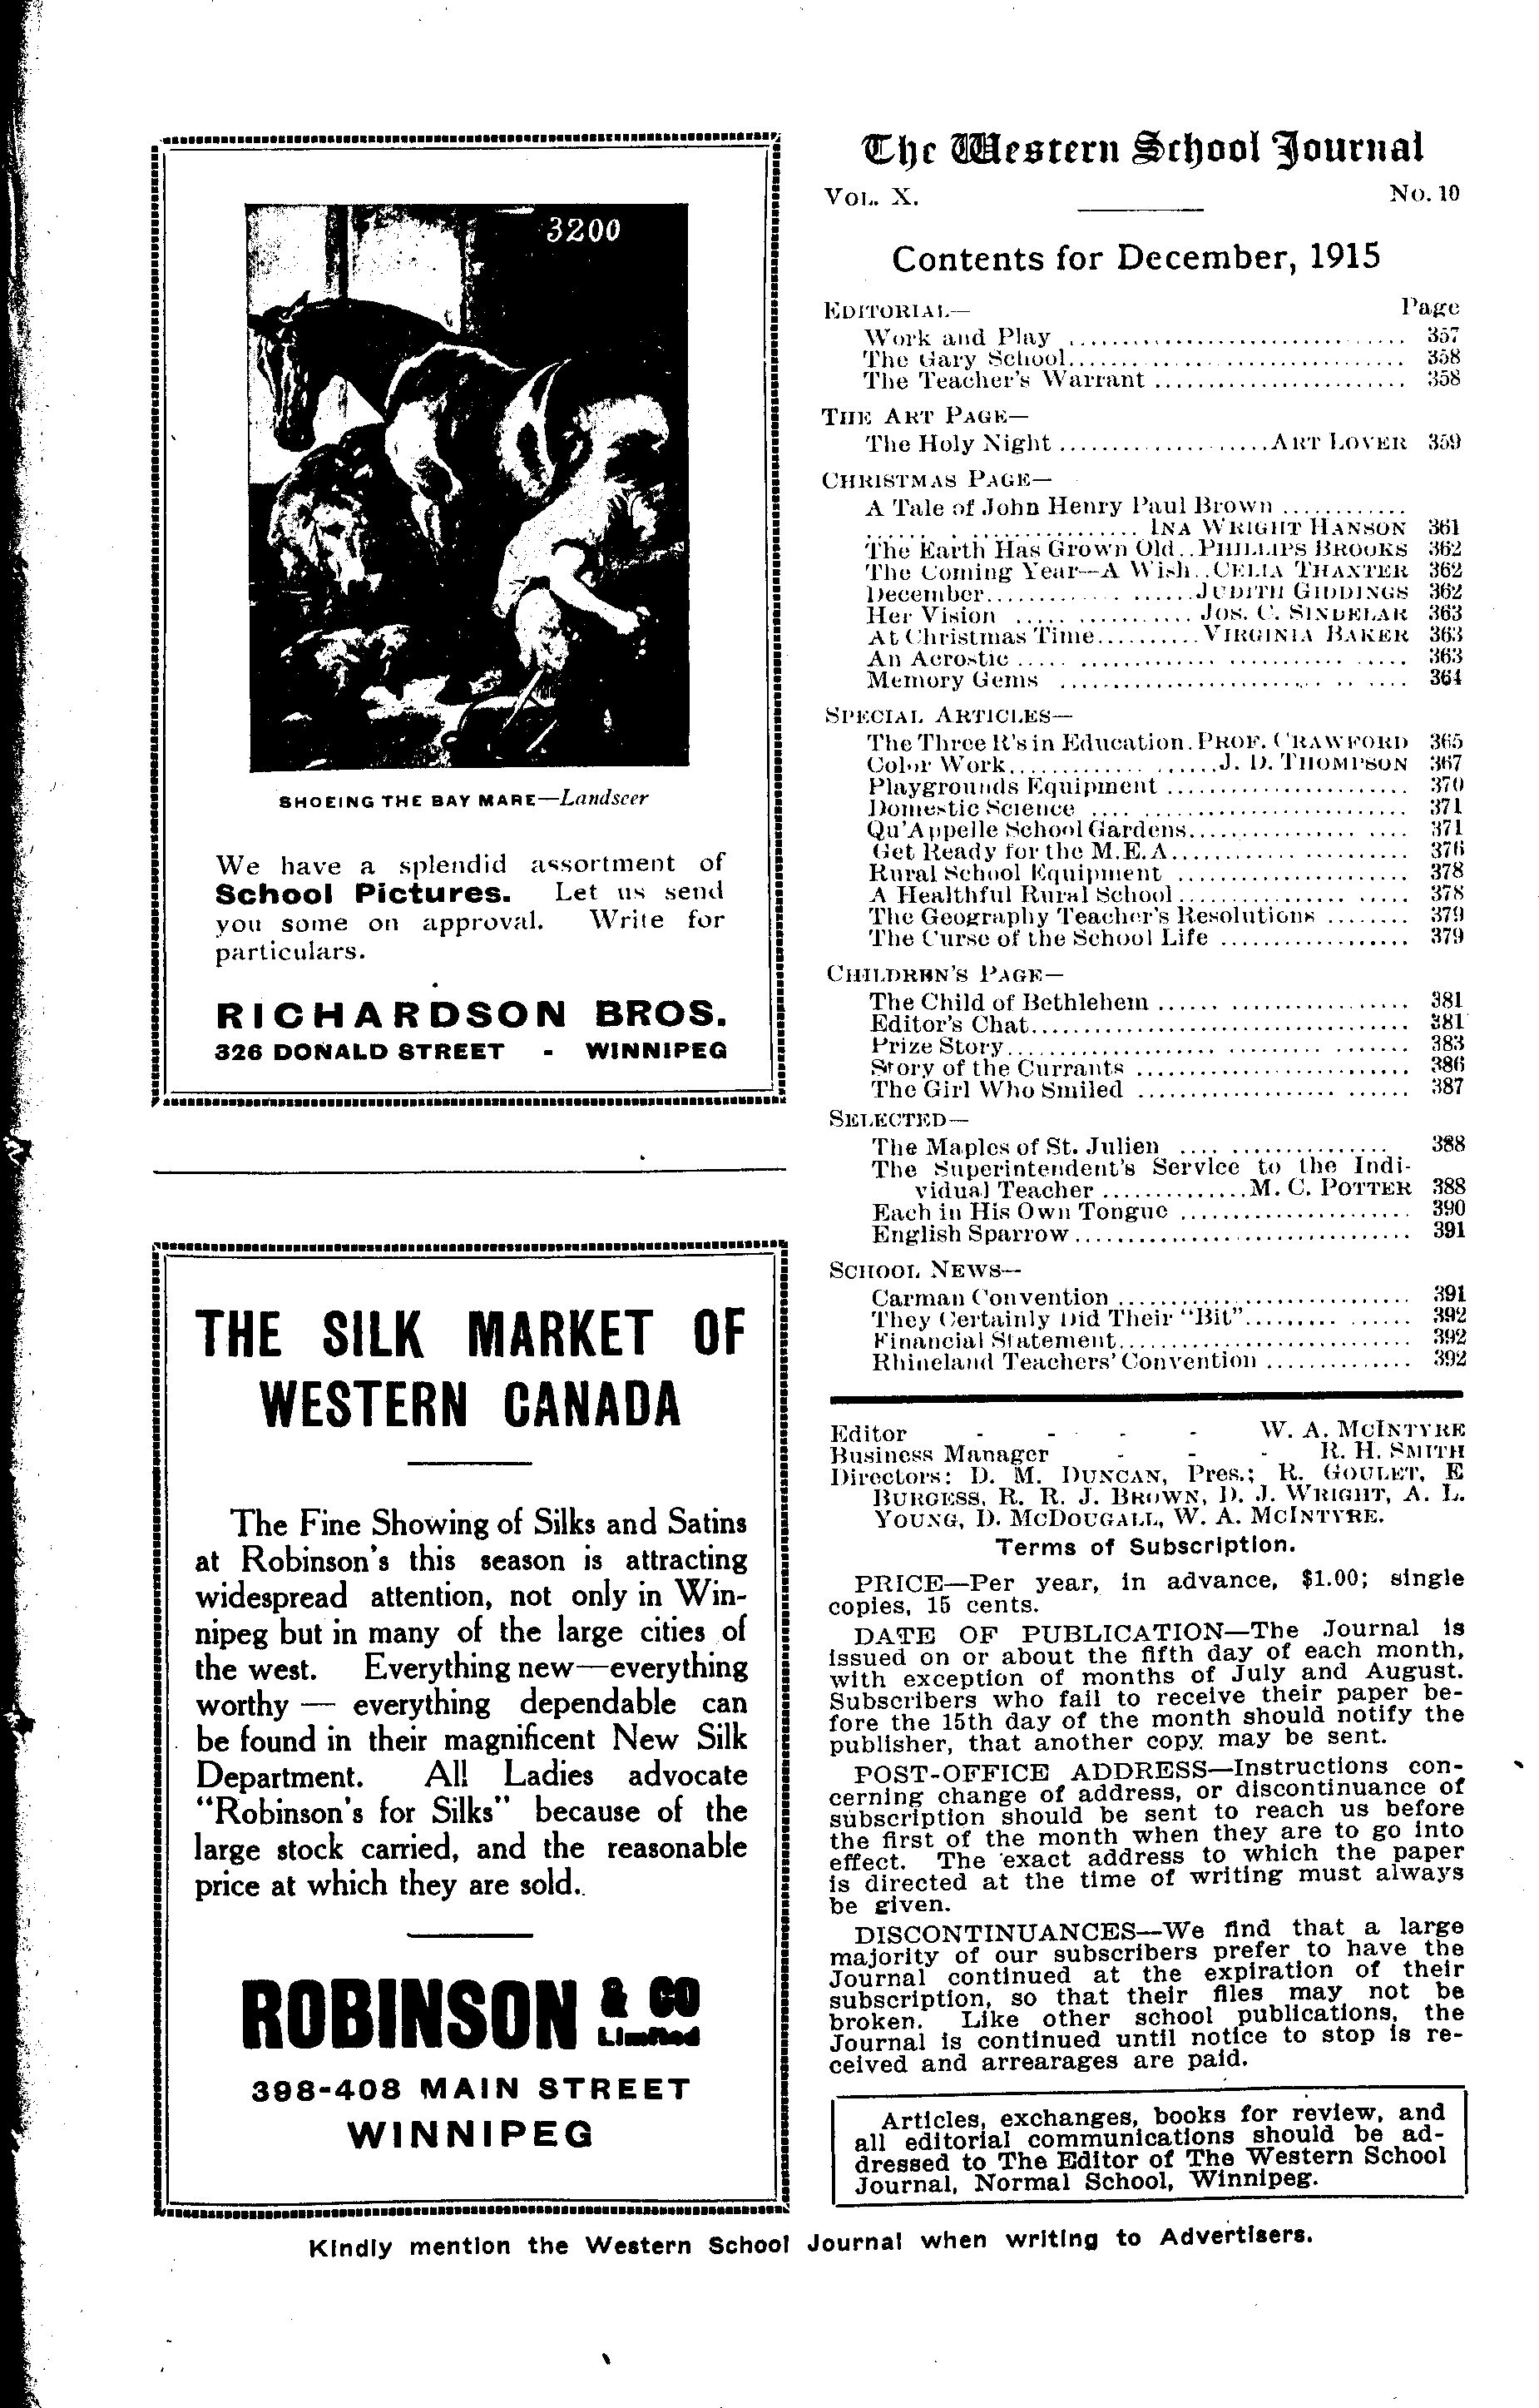 3200
SHOEING THE BAY MARE—Landseer
We have a splendid assortment of
School Pictures. Let us send
you some on approval. Write for
particulars.
RICHARDSON BROS.
326 DONALD STREET - WINNIPEG
THE SILK MARKET OF
WESTERN CANADA
The Fine Showing of Silks and Satins
at Robinson's this season is attracting
widespread attention, not only in Win-
nipeg but in many of the large cities of
the west. Everything new—everything
worthy — everything dependable can
be found in their magnificent New Silk
Department. All Ladies advocate
"Robinson's for Silks" because of the
large stock carried, and the reasonable
price at which they are sold.
ROBINSON & CO
Limited
398-408 MAIN STREET
WINNIPEG
The Western School Journal
VOL. X. No. 10
Contents for December, 1915
EDITORIAL— Page
Work and Play ............................... 357
The Gary School............................... 358
The Teacher's Warrant ........................ 358
THE ART PAGE—
The Holy Night ....................ART LOVER 359
CHRISTMAS PAGE—
A Tale of John Henry Paul Brown ............
..........................INA WRIGHT HANSON 361
The Earth Has Grown Old..PHILLIPS BROOKS 362
The Coming Year—A Wish..CELIA THAXTER 362
December....................JUDITH GIDDINGS 362
Her Vision .................JOS. C. SINDELAR 363
At Christmas Time..........VIRGINIA BAKER 363
An Acrostic .................................... 363
Memory Gems ................................ 364
SPECIAL ARTICLES—
The Three R's in Education.PROF. CRAWFORD 365
Color Work....................J. D. THOMPSON 367
Playgrounds Equipment ....................... 370
Domestic Science ............................. 371
Qu'Appelle School Gardens.................... 371
Get Ready for the M.E.A...................... 376
Rural School Equipment ...................... 378
A Healthful Rural School...................... 378
The Geography Teacher's Resolutions ........ 379
The Curse of the School Life .................. 379
CHILDREN'S PAGE—
The Child of Bethlehem ....................... 381
Editor's Chat................................... 381
Prize Story..................................... 383
Story of the Currants .......................... 386
The Girl Who Smiled .......................... 387
SELECTED—
The Maples of St. Julien ....................... 388
The Superintendent's Service to the Indi-
vidual Teacher ..............M. C. POTTER 388
Each in His Own Tongue ...................... 390
English Sparrow................................ 391
SCHOOL NEWS—
Carman Convention ............................ 391
They Certainly Did Their "Bit"................ 392
Financial Statement............................ 392
Rhineland Teachers' Convention .............. 392
Editor - - - - W. A. MCINTYRE
Business Manager - - - R. H. SMITH
Directors: D. M. DUNCAN, Pres.; R. GOULET, E
BURGESS, R. R. J. BROWN, D. J. WRIGHT, A. L.
YOUNG, D. MCDOUGALL, W. A. MCINTYRE.
Terms of Subscription.
PRICE—Per year, in advance, $1.00; single
copies, 15 cents.
DATE OF PUBLICATION—The Journal is
issued on or about the fifth day of each month,
with exception of months of July and August.
Subscribers who fail to receive their paper be-
fore the 15th day of the month should notify the
publisher, that another copy may be sent.
POST-OFFICE ADDRESS—Instructions con-
cerning change of address, or discontinuance of
subscription should be sent to reach us before
the first of the month when they are to go into
effect. The exact address to which the paper
is directed at the time of writing must always
be given.
DISCONTINUANCES—We find that a large
majority of our subscribers prefer to have the
Journal continued at the expiration of their
subscription, so that their files may not be
broken. Like other school publications, the
Journal is continued until notice to stop is re-
ceived and arrearages are paid.
Articles, exchanges, books for review, and
all editorial communications should be ad-
dressed to The Editor of The Western School
Journal, Normal School, Winnipeg.
Kindly mention the Western School Journal when writing to Advertisers.